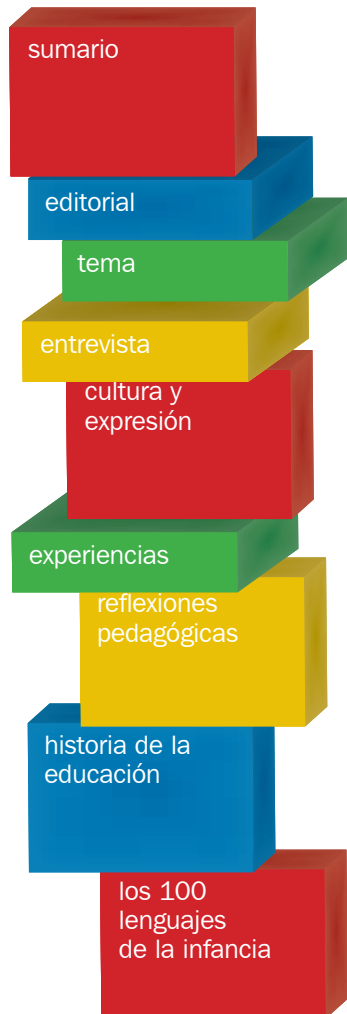 sumario
editorial
tema
entrevista
cultura y
expresión
experiencias
reflexiones
pedagógicas
historia de la
educación
los 100
lenguajes
de la infancia